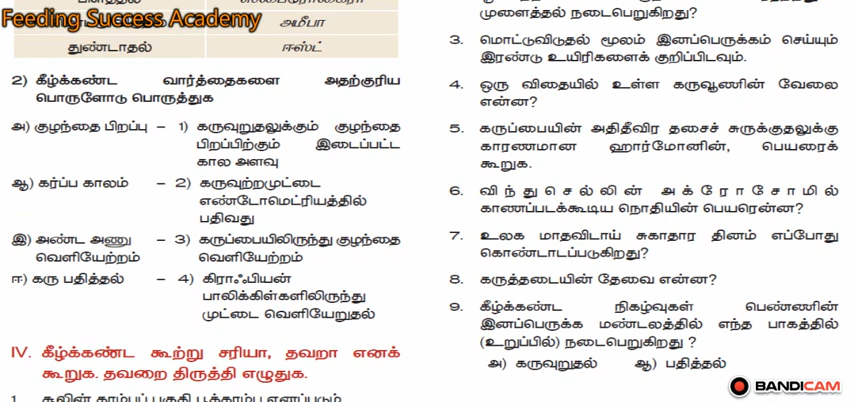 Feeding Success Academy
அமீபா
துண்டாதல் ஈஸ்ட்
2) கீழ்க்கண்ட வார்த்தைகளை அதற்குரிய
பொருளோடு பொருத்துக
அ) குழந்தை பிறப்பு – 1) கருவுறுதலுக்கும் குழந்தை
பிறப்பிற்கும் இடைப்பட்ட
கால அளவு
ஆ) கர்ப்ப காலம் – 2) கருவுற்றமுட்டை
எண்டோமெட்ரியத்தில்
பதிவது
இ) அண்ட அணு – 3) கருப்பையிலிருந்து குழந்தை
வெளியேற்றம் வெளியேற்றம்
ஈ) கரு பதித்தல் – 4) கிராஃபியன்
பாலிக்கிள்களிலிருந்து
முட்டை வெளியேறுதல்
IV. கீழ்க்கண்ட கூற்று சரியா, தவறா எனக்
கூறுக. தவறை திருத்தி எழுதுக.
1. சூலின் காம்புப் பகுதி பூக்காம்பு எனப்படும்
முளைத்தல் நடைபெறுகிறது?
3. மொட்டுவிடுதல் மூலம் இனப்பெருக்கம் செய்யும்
இரண்டு உயிரிகளைக் குறிப்பிடவும்.
4. ஒரு விதையில் உள்ள கருவூணின் வேலை
என்ன?
5. கருப்பையின் அதிதீவிர தசைச் சுருக்குதலுக்கு
காரணமான ஹார்மோனின், பெயரைக்
கூறுக.
6. விந்துசெல்லின் அக்ரோசோமில்
காணப்படக்கூடிய நொதியின் பெயரென்ன?
7. உலக மாதவிடாய் சுகாதார தினம் எப்போது
கொண்டாடப்படுகிறது?
8. கருத்தடையின் தேவை என்ன?
9. கீழ்க்கண்ட நிகழ்வுகள் பெண்ணின்
இனப்பெருக்க மண்டலத்தில் எந்த பாகத்தில்
(உறுப்பில்) நடைபெறுகிறது ?
அ) கருவுறுதல் ஆ) பதித்தல்
BANDICAM